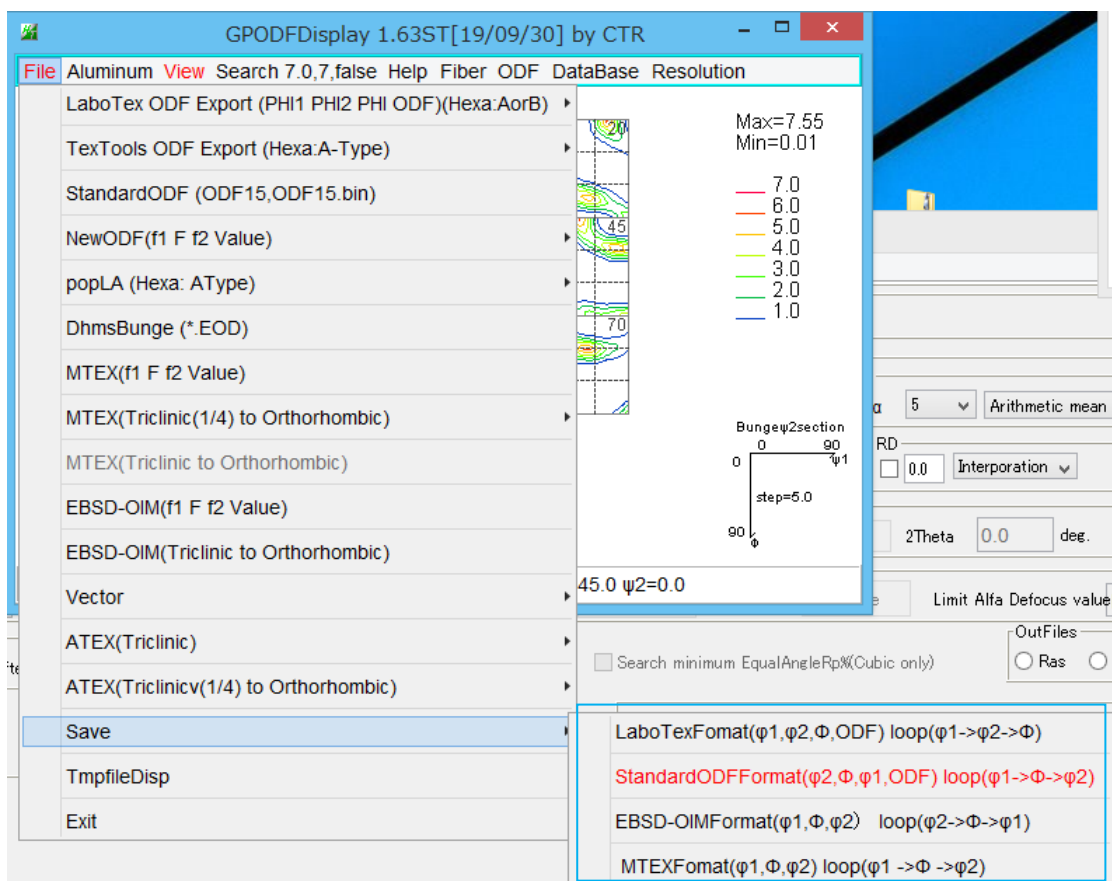 GPODFDisplay 1.63ST[19/09/30] by CTR
File Aluminum View Search 7.0,7,false Help Fiber ODF DataBase Resolution
LaboTex ODF Export (PHI1 PHI2 PHI ODF)(Hexa:AorB)
TexTools ODF Export (Hexa:A-Type)
StandardODF (ODF15,ODF15.bin)
NewODF(f1 F f2 Value)
popLA (Hexa: AType)
DhmsBunge (*.EOD)
MTEX(f1 F f2 Value)
MTEX(Triclinic(1/4) to Orthorhombic)
MTEX(Triclinic to Orthorhombic)
EBSD-OIM(f1 F f2 Value)
EBSD-OIM(Triclinic to Orthorhombic)
Vector
ATEX(Triclinic)
ATEX(Triclinicv(1/4) to Orthorhombic)
Save
TmpfileDisp
Exit
20
45
70
Max=7.55
Min=0.01
7.0
6.0
5.0
4.0
3.0
2.0
1.0
Bungeψ2section
0 90
0 ψ1
step=5.0
90
Φ
45.0 ψ2=0.0
α 5 Arithmetic mean
RD
0.0 Interporation
2Theta 0.0 deg.
Limit Alfa Defocus value
Search minimum EqualAngleRp%(Cubic only)
OutFiles
Ras
LaboTexFomat(φ1,φ2,Φ,ODF) loop(φ1->φ2->Φ)
StandardODFFormat(φ2,Φ,φ1,ODF) loop(φ1->Φ->φ2)
EBSD-OIMFormat(φ1,Φ,φ2) loop(φ2->Φ->φ1)
MTEXFomat(φ1,Φ,φ2) loop(φ1 ->Φ ->φ2)